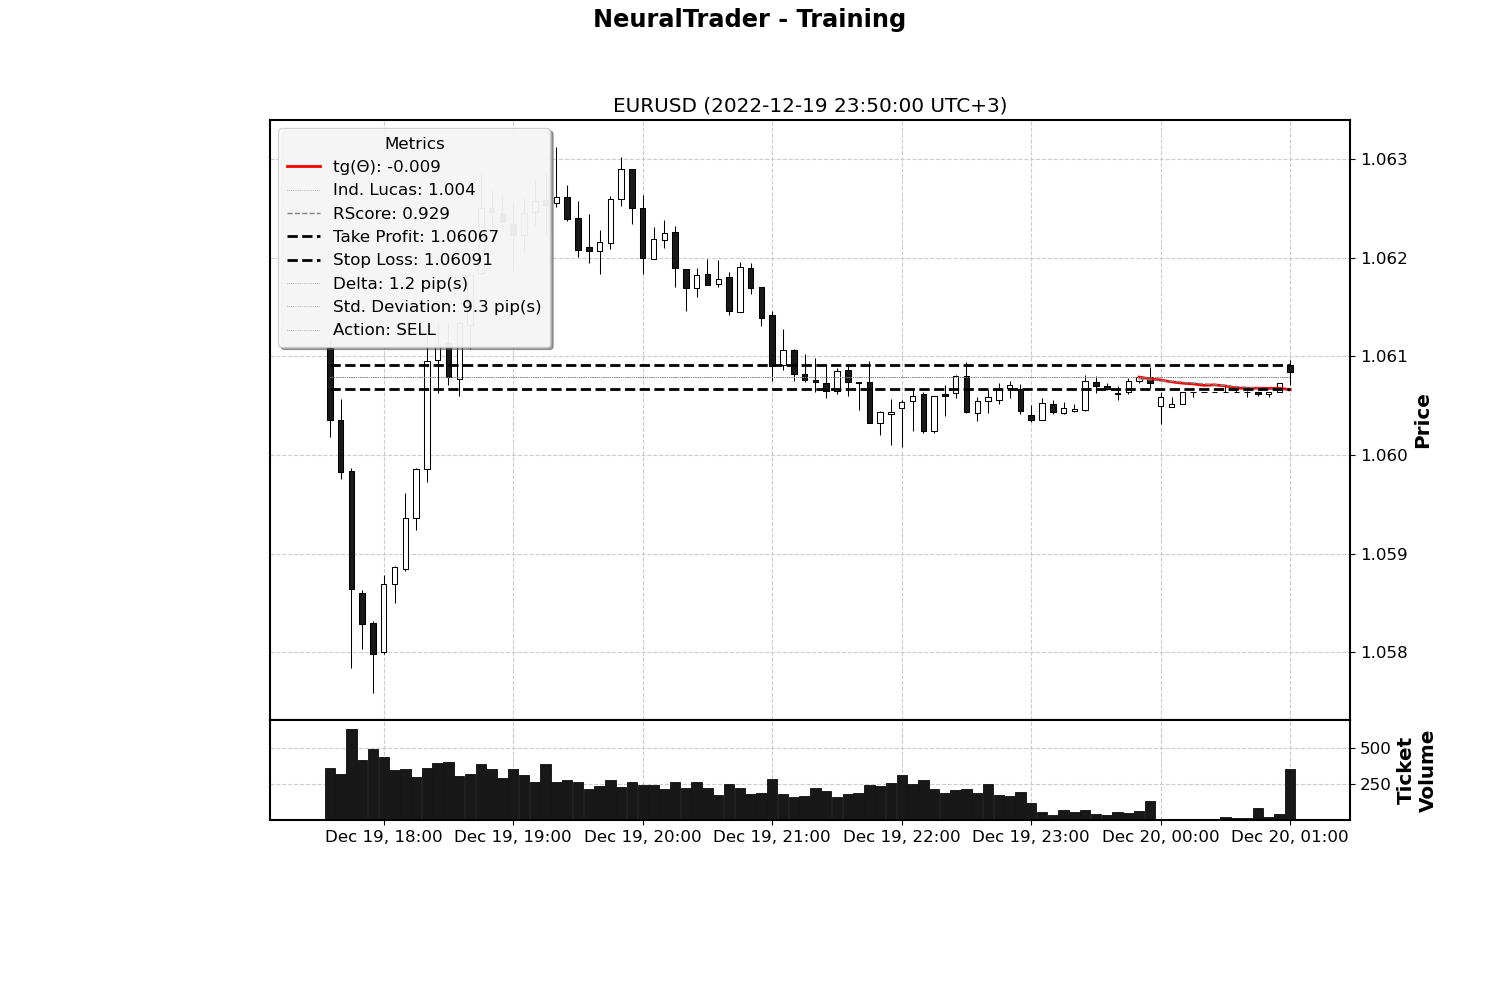 NeuralTrader - Training
EURUSD (2022-12-19 23:50:00 UTC+3)
Metrics
tg(Θ): -0.009
Ind. Lucas: 1.004
RScore: 0.929
Take Profit: 1.06067
Stop Loss: 1.06091
Delta: 1.2 pip(s)
Std. Deviation: 9.3 pip(s)
Action: SELL
1.063
1.062
1.061
1.060
1.059
1.058
Price
500
250
Ticket
Volume
Dec 19, 18:00
Dec 19, 19:00
Dec 19, 20:00
Dec 19, 21:00
Dec 19, 22:00
Dec 19, 23:00
Dec 20, 00:00
Dec 20, 01:00